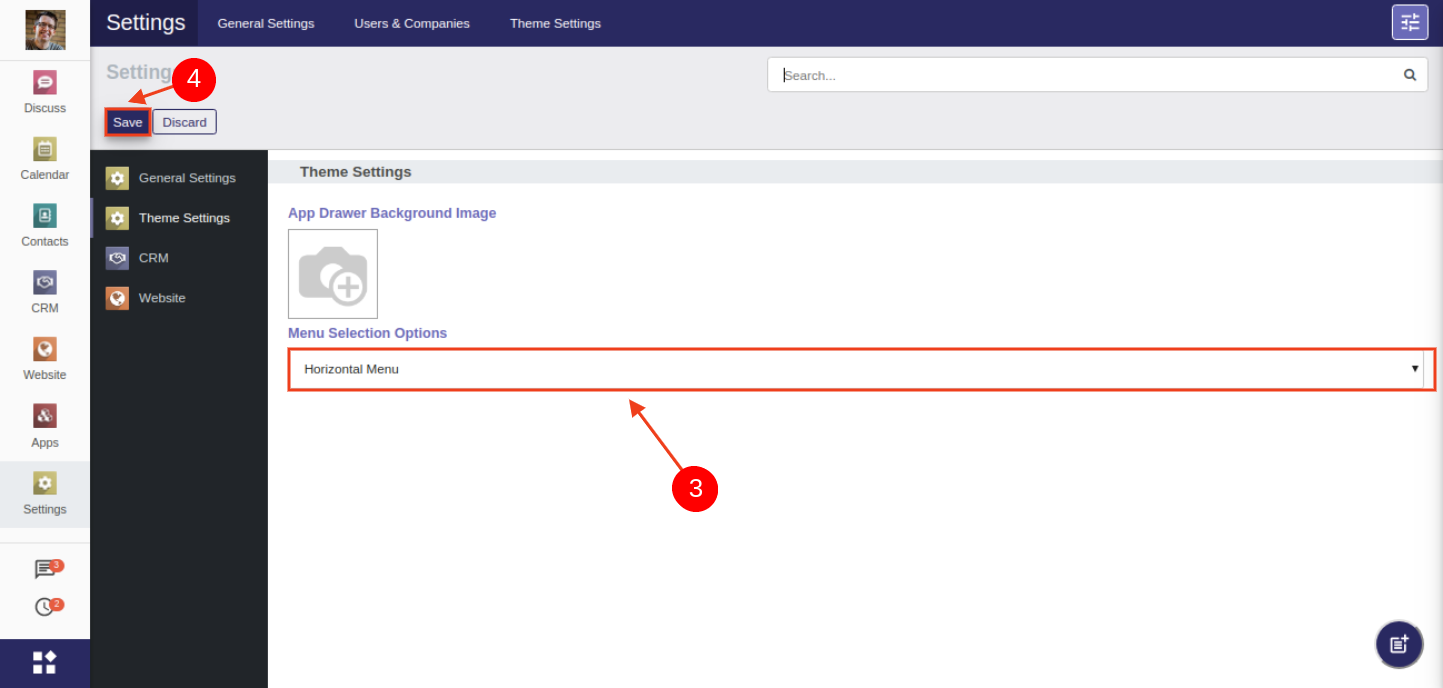 Settings General Settings Users & Companies Theme Settings
Setting
Search...
4
Save Discard
Discuss
Calendar
Contacts
CRM
Website
Apps
Settings
3
2
General Settings
Theme Settings
CRM
Website
Theme Settings
App Drawer Background Image
Menu Selection Options
Horizontal Menu
3